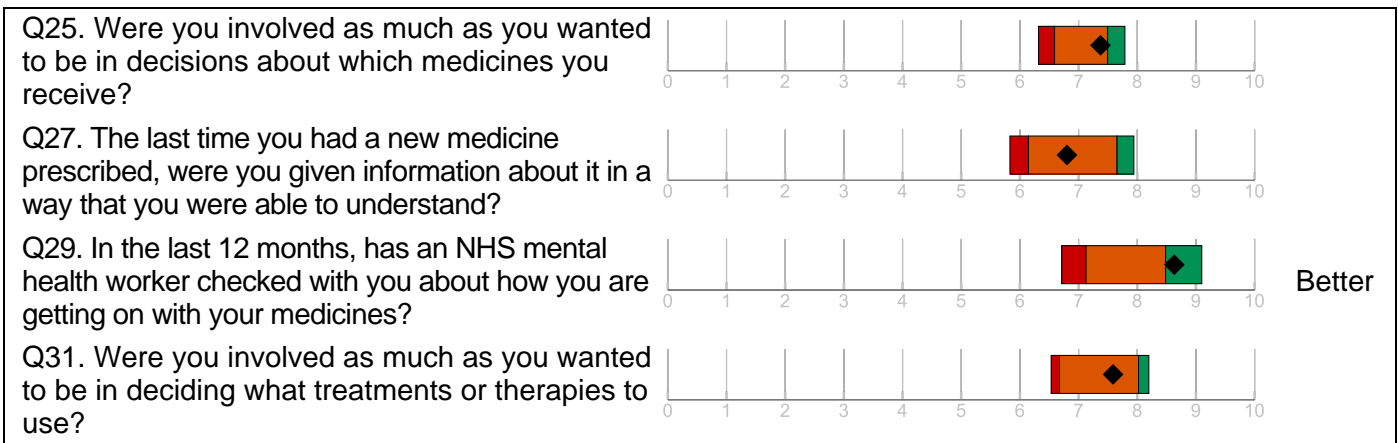 Q25. Were you involved as much as you wanted
to be in decisions about which medicines you
receive?
0 1 2 3 4 5 6 7 8 9 10
Q27. The last time you had a new medicine
prescribed, were you given information about it in a
way that you were able to understand?
0 1 2 3 4 5 6 7 8 9 10
Q29. In the last 12 months, has an NHS mental
health worker checked with you about how you are
getting on with your medicines?
0 1 2 3 4 5 6 7 8 9 10
Better
Q31. Were you involved as much as you wanted
to be in deciding what treatments or therapies to
use?
0 1 2 3 4 5 6 7 8 9 10